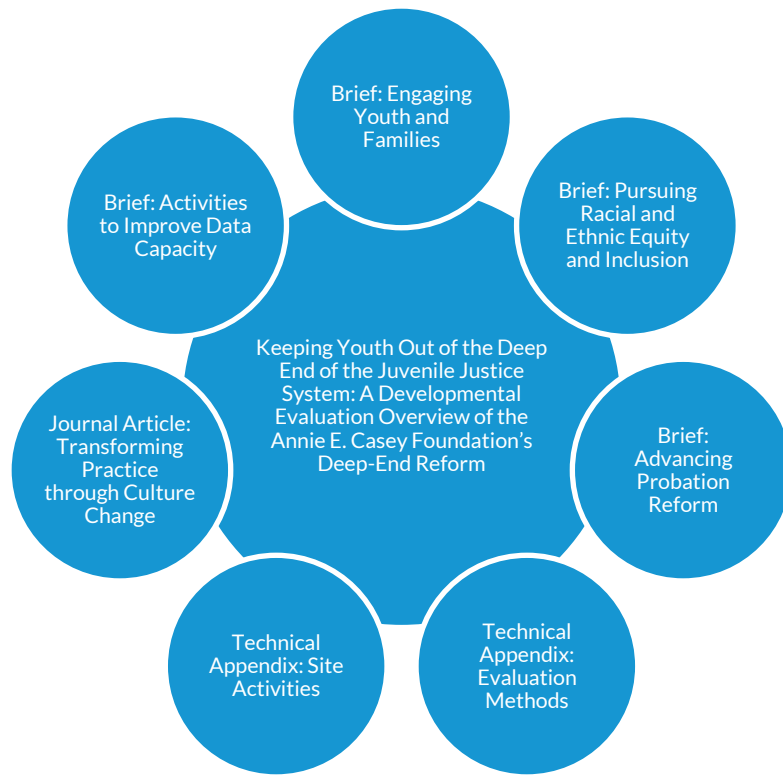 Brief: Engaging
Youth and
Families
Brief: Pursuing
Racial and
Ethnic Equity
and Inclusion
Brief:
Advancing
Probation
Reform
Technical
Appendix:
Evaluation
Methods
Technical
Appendix: Site
Activities
Journal Article:
Transforming
Practice
through Culture
Change
Brief: Activities
to Improve Data
Capacity
Keeping Youth Out of the Deep
End of the Juvenile Justice
System: A Developmental
Evaluation Overview of the
Annie E. Casey Foundation’s
Deep-End Reform